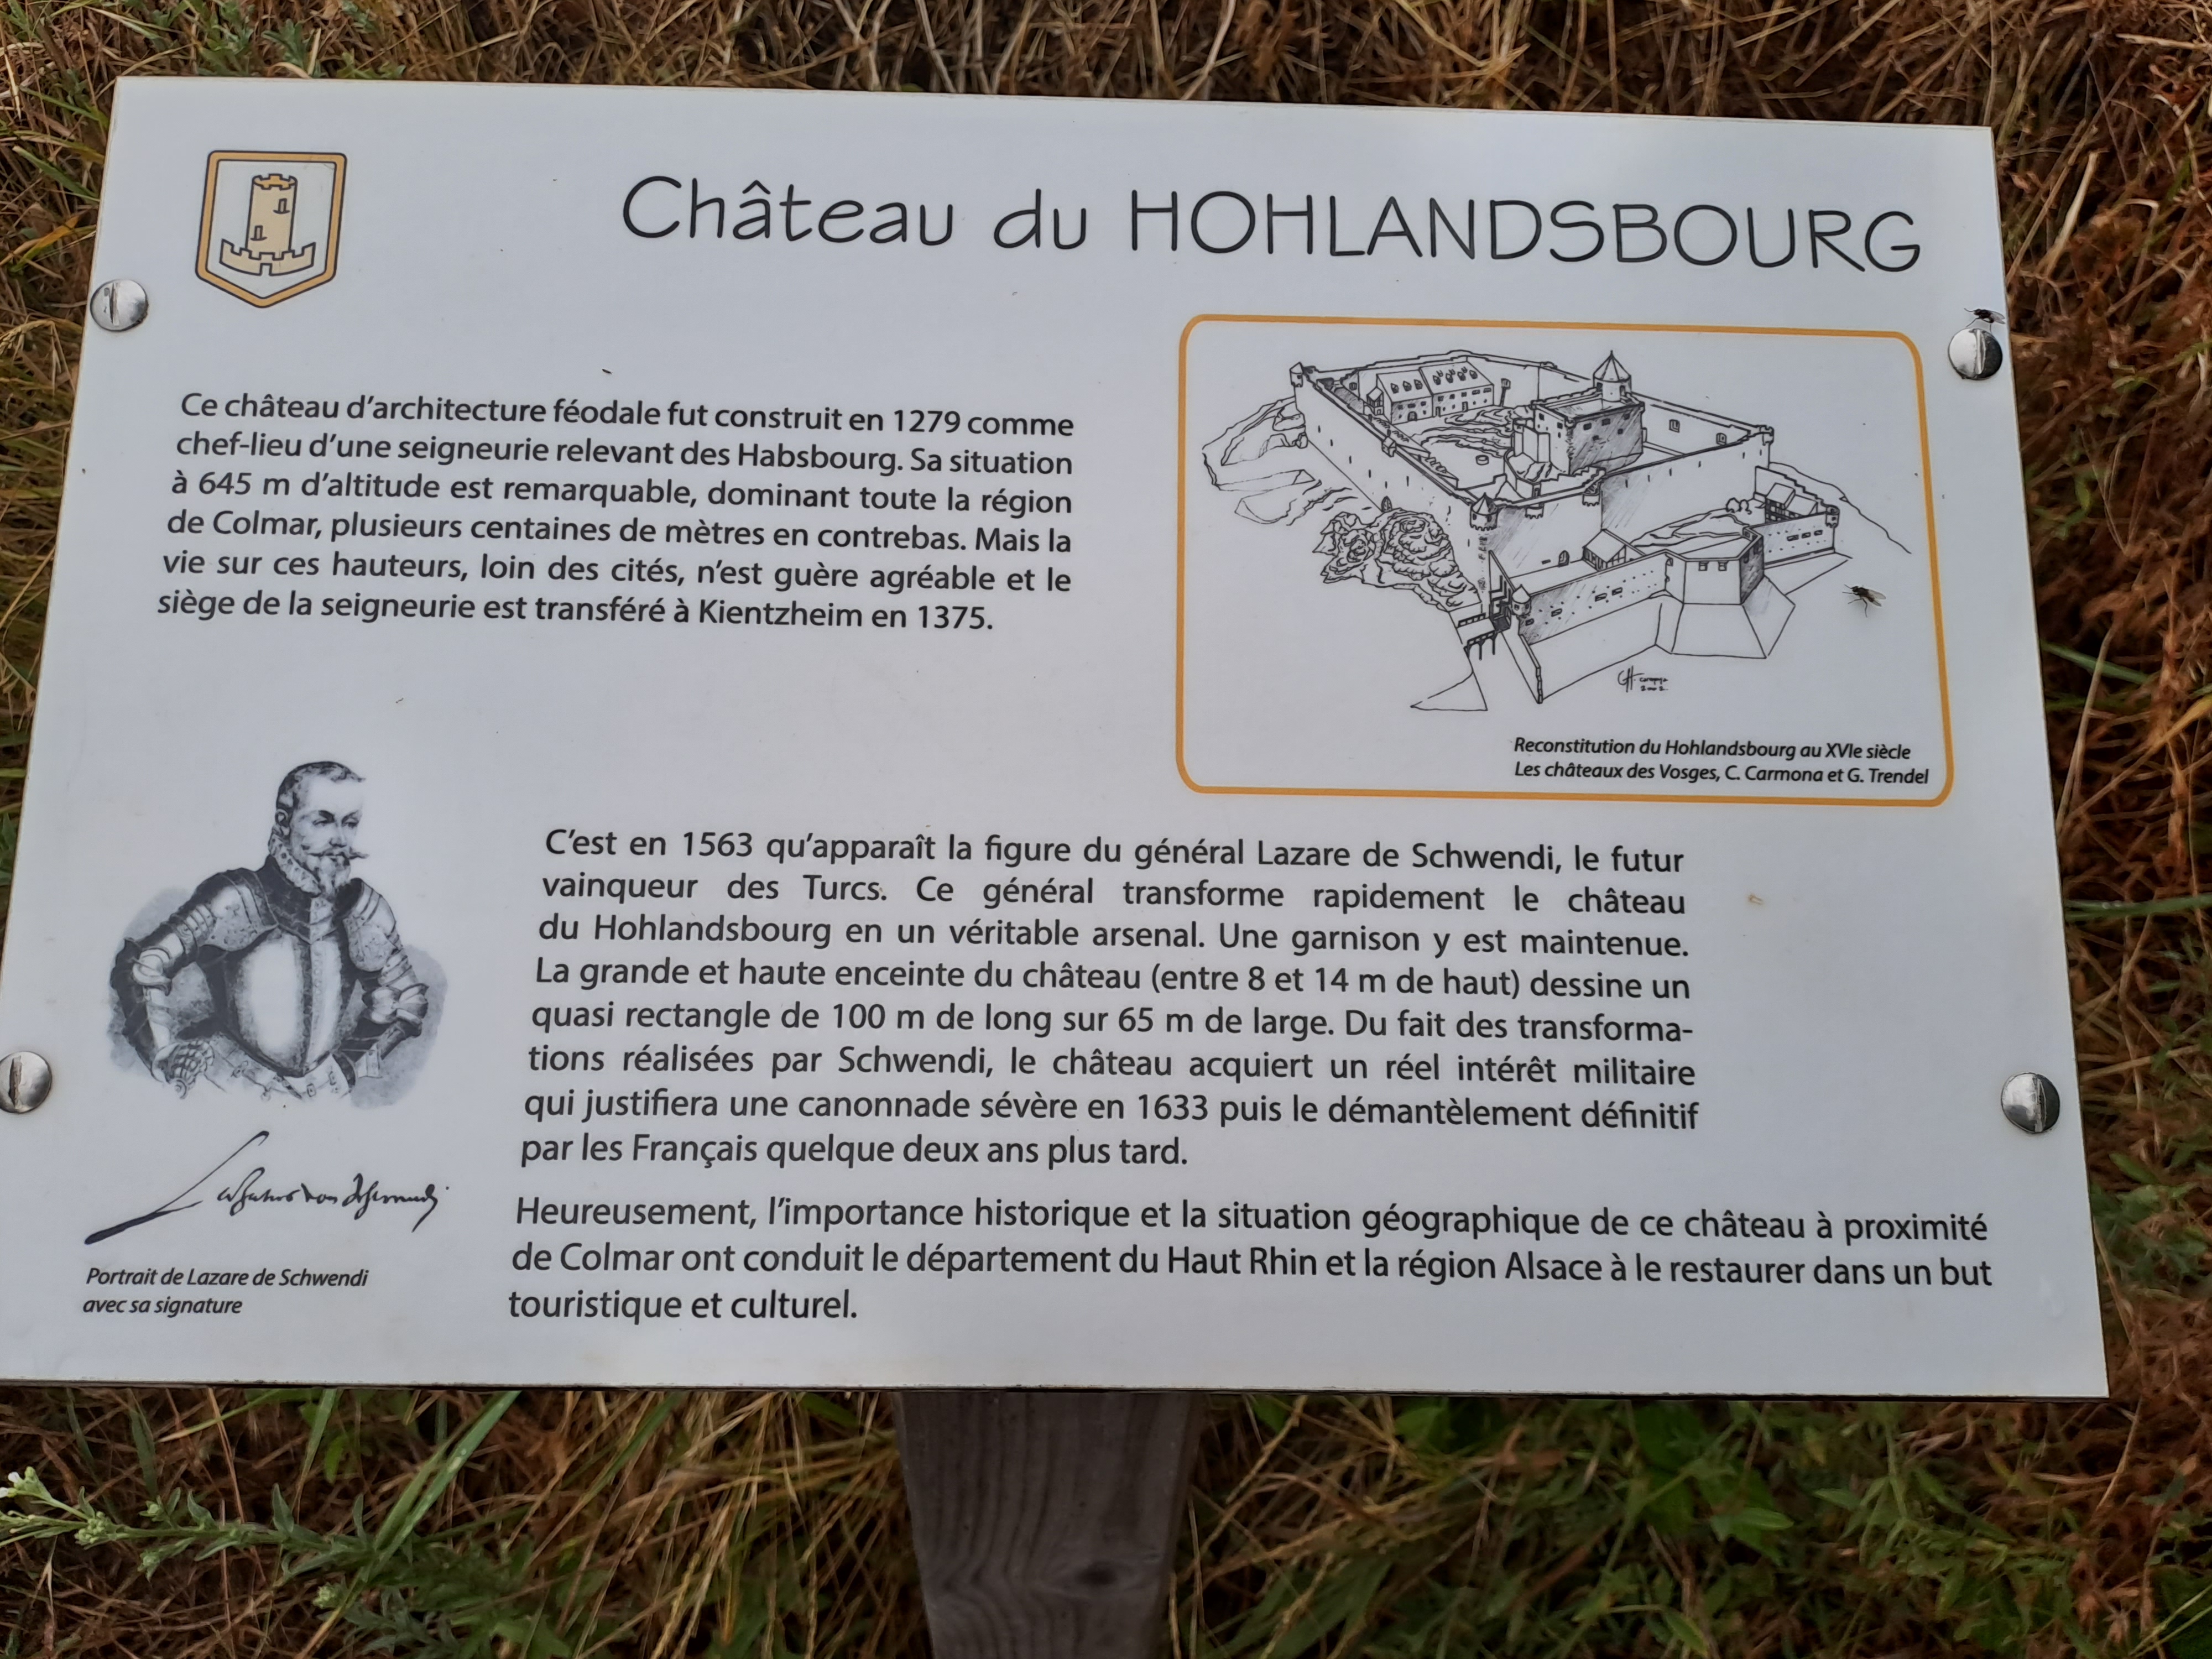 Château du HOHLANDSBOURG
Ce château d'architecture féodale fut construit en 1279 comme
chef-lieu d'une seigneurie relevant des Habsbourg. Sa situation
à 645 m d'altitude est remarquable, dominant toute la région
de Colmar, plusieurs centaines de mètres en contrebas. Mais la
vie sur ces hauteurs, loin des cités, n'est guère agréable et le
siège de la seigneurie est transféré à Kientzheim en 1375.
Reconstitution du Hohlandsbourg au XVIe siècle
Les châteaux des Vosges, C. Carmona et G. Trendel
C'est en 1563 qu'apparaît la figure du général Lazare de Schwendi, le futur
vainqueur des Turcs. Ce général transforme rapidement le château
du Hohlandsbourg en un véritable arsenal. Une garnison y est maintenue.
La grande et haute enceinte du château (entre 8 et 14 m de haut) dessine un
quasi rectangle de 100 m de long sur 65 m de large. Du fait des transforma-
tions réalisées par Schwendi, le château acquiert un réel intérêt militaire
qui justifiera une canonnade sévère en 1633 puis le démantèlement définitif
par les Français quelque deux ans plus tard.
Heureusement, l'importance historique et la situation géographique de ce château à proximité
de Colmar ont conduit le département du Haut Rhin et la région Alsace à le restaurer dans un but
touristique et culturel.
Portrait de Lazare de Schwendi
avec sa signature